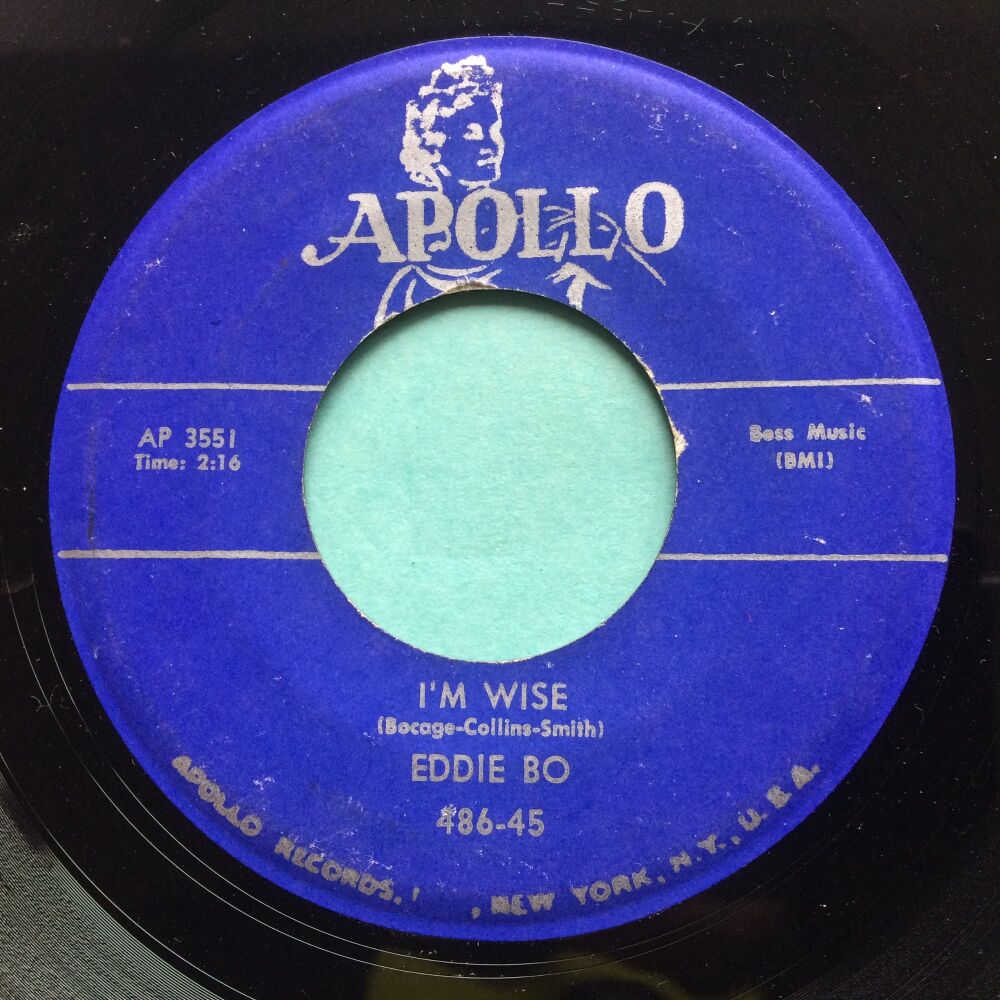 APOLLO
AP 3551
Time: 2:16
Boss Music
(BMI)
I'M WISE
(Bocage-Collins-Smith)
EDDIE BO
486-45
APOLLO RECORDS, , NEW YORK, N.Y., U.S.A.